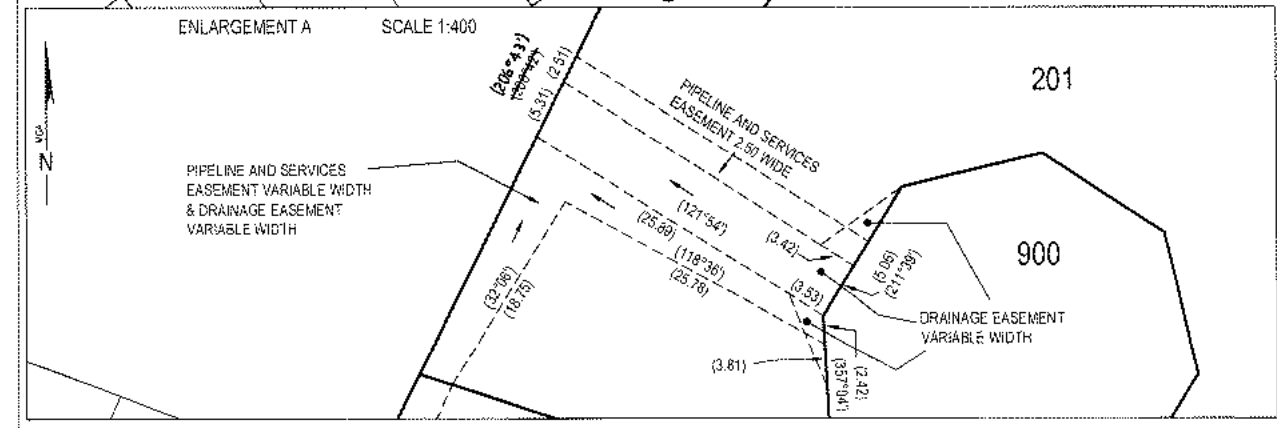 ENLARGEMENT A SCALE 1:400
(206°43')
(2.51)
(5.31)
MGA
N
PIPELINE AND SERVICES
EASEMENT 2.50 WIDE
201
PIPELINE AND SERVICES
EASEMENT VARIABLE WIDTH
& DRAINAGE EASEMENT
VARIABLE WIDTH
(121°54')
(25.89)
(3.42)
(118°36')
(25.78)
(3.53)
(5.06)
(211°39')
900
(32°06')
(18.75)
DRAINAGE EASEMENT
VARIABLE WIDTH
(3.81)
(2.42)
(357°04')